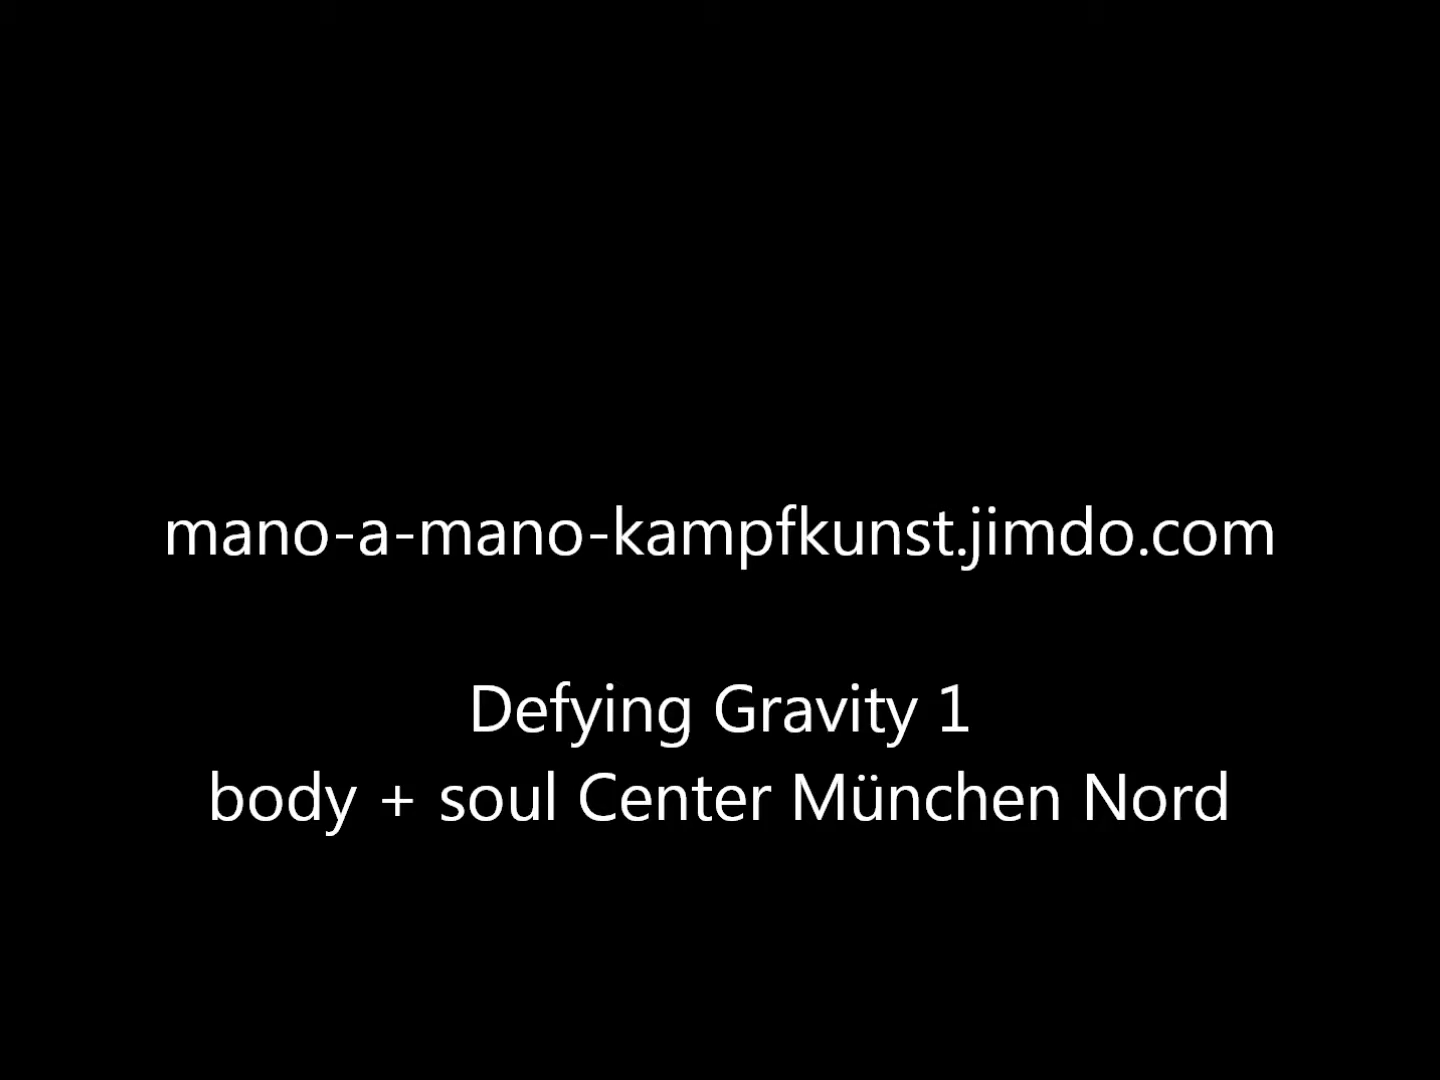 mano-a-mano-kampfkunst.jimdo.com
Defying Gravity 1
body + soul Center München Nord